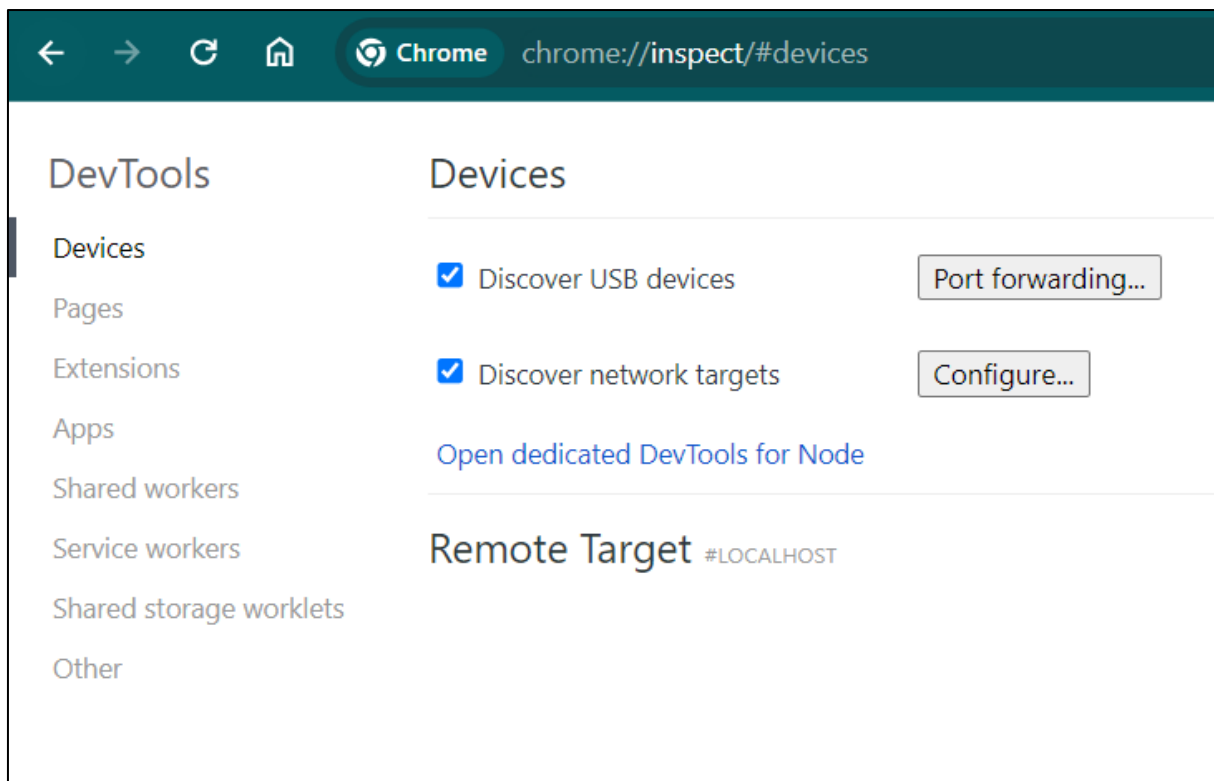 Chrome chrome://inspect/#devices
DevTools
Devices
Pages
Extensions
Apps
Shared workers
Service workers
Shared storage worklets
Other
Devices
Discover USB devices Port forwarding...
Discover network targets Configure...
Open dedicated DevTools for Node
Remote Target #LOCALHOST